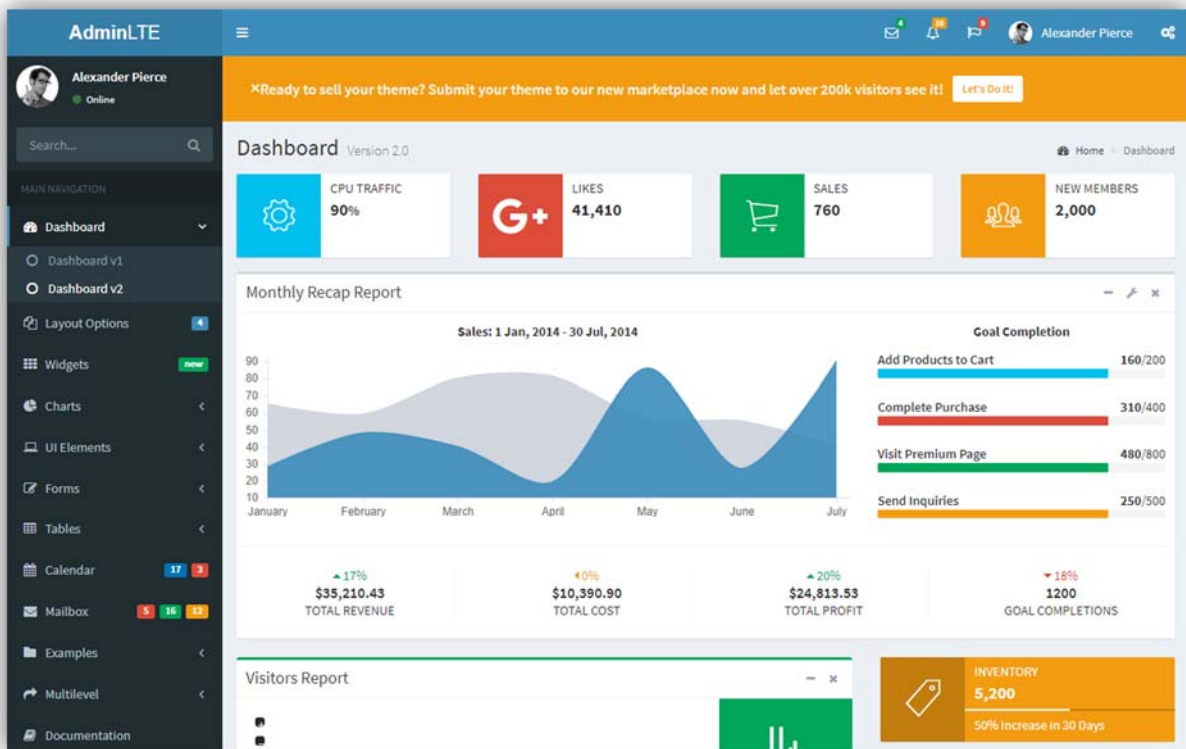 AdminLTE
4
10
9
Alexander Pierce
Alexander Pierce
Online
×Ready to sell your theme? Submit your theme to our new marketplace now and let over 200k visitors see it! Let's Do It!
Search...
Dashboard Version 2.0
Home > Dashboard
MAIN NAVIGATION
Dashboard
Dashboard v1
Dashboard v2
Layout Options 4
Widgets new
Charts
UI Elements
Forms
Tables
Calendar 17 3
Mailbox 5 16 12
Examples
Multilevel
Documentation
CPU TRAFFIC
90%
G+
LIKES
41,410
SALES
760
NEW MEMBERS
2,000
Monthly Recap Report
Sales: 1 Jan, 2014 - 30 Jul, 2014
90
80
70
60
50
40
30
20
10
January February March April May June July
Goal Completion
Add Products to Cart 160/200
Complete Purchase 310/400
Visit Premium Page 480/800
Send Inquiries 250/500
17%
$35,210.43
TOTAL REVENUE
0%
$10,390.90
TOTAL COST
20%
$24,813.53
TOTAL PROFIT
18%
1200
GOAL COMPLETIONS
Visitors Report
INVENTORY
5,200
50% Increase in 30 Days